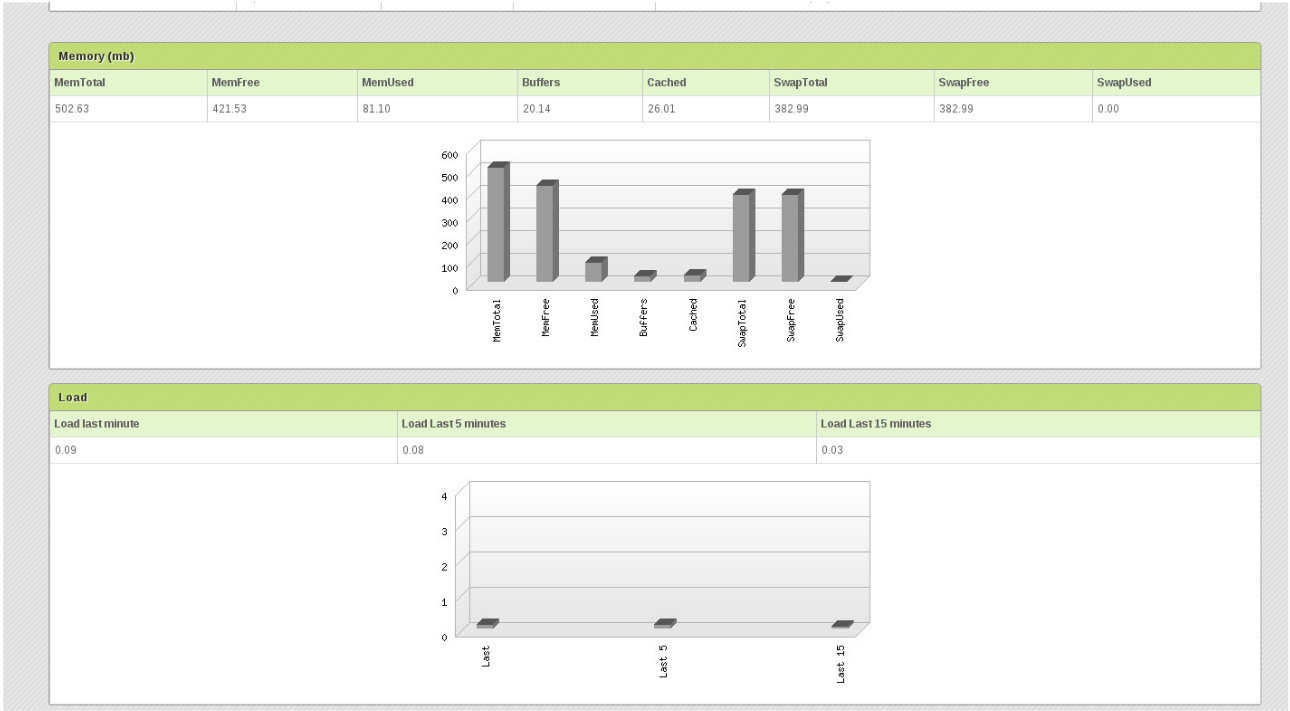 Memory (mb)
MemTotal MemFree MemUsed Buffers Cached SwapTotal SwapFree SwapUsed
502.63 421.53 81.10 20.14 26.01 382.99 382.99 0.00
600
500
400
300
200
100
0
MemTotal MemFree MemUsed Buffers Cached SwapTotal SwapFree SwapUsed
Load
Load last minute Load Last 5 minutes Load Last 15 minutes
0.09 0.08 0.03
4
3
2
1
0
Last Last 5 Last 15